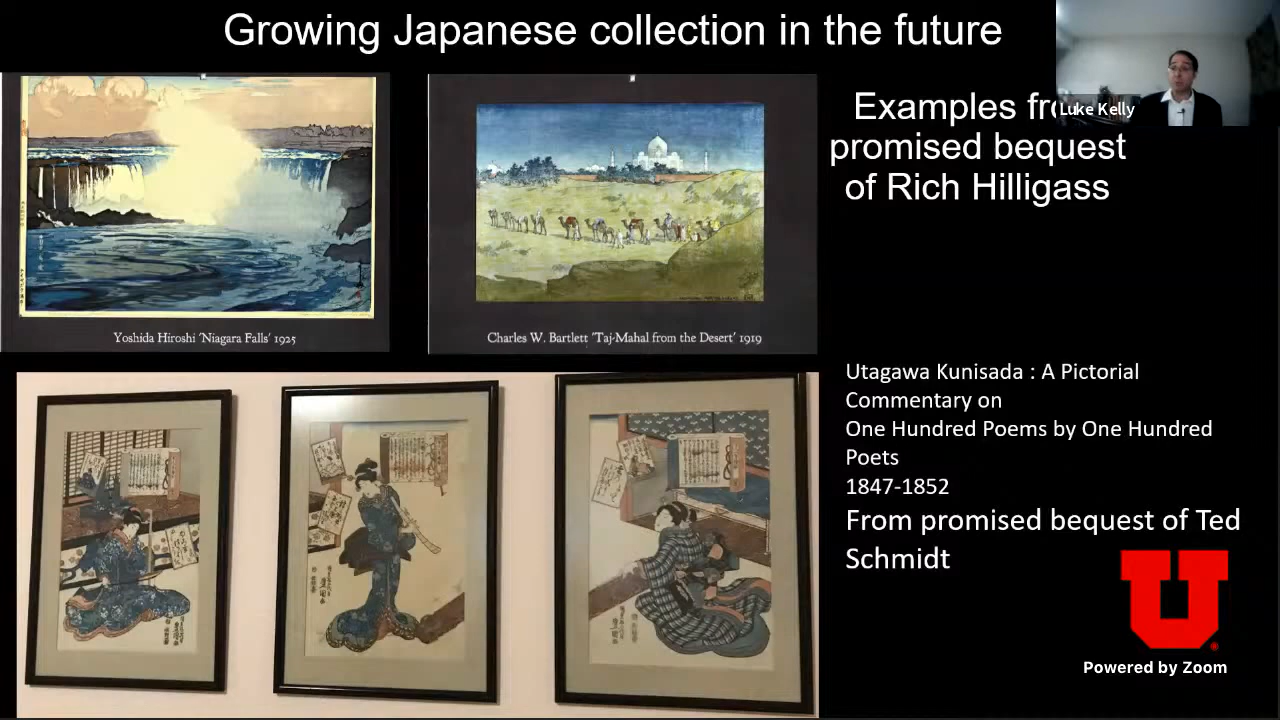 Growing Japanese collection in the future
Examples fro
promised bequest
of Rich Hilligass
Luke Kelly
Yoshida Hiroshi 'Niagara Falls' 1925
Charles W. Bartlett 'Taj-Mahal from the Desert' 1919
Utagawa Kunisada : A Pictorial
Commentary on
One Hundred Poems by One Hundred
Poets
1847-1852
From promised bequest of Ted
Schmidt
U
Powered by Zoom